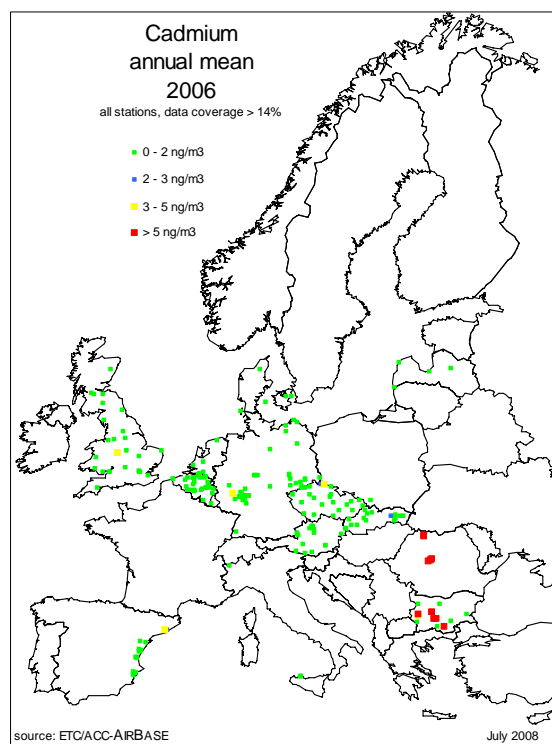 Cadmium
annual mean
2006
all stations, data coverage > 14%
0 - 2 ng/m3
2 - 3 ng/m3
3 - 5 ng/m3
> 5 ng/m3
source: ETC/ACC-AIRBASE July 2008